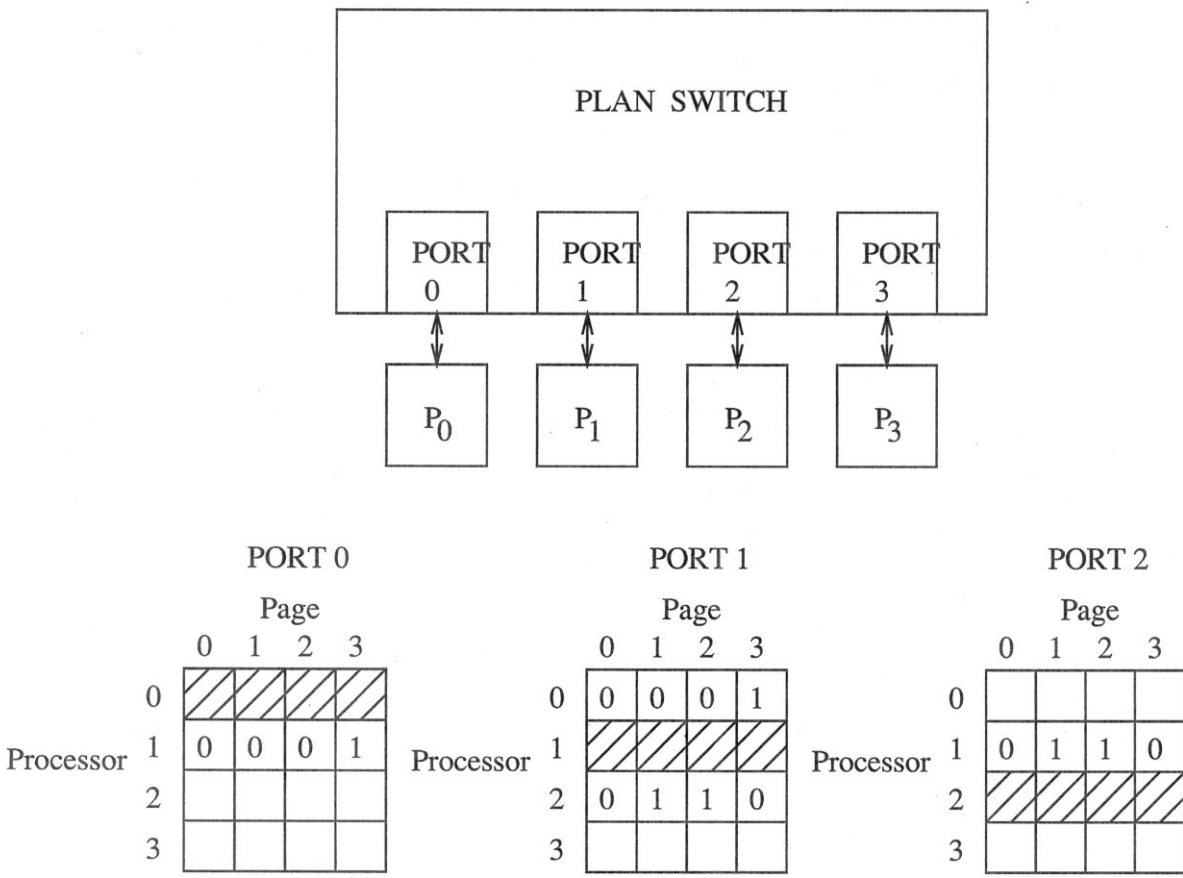 PLAN SWITCH
PORT PORT PORT PORT
0 1 2 3
P0 P1 P2 P3
PORT 0 PORT 1 PORT 2
Page Page Page
0 1 2 3 0 1 2 3 0 1 2 3
0 0 0 0 0 1 0
Processor 1 0 0 0 1 Processor 1 Processor 1 0 1 1 0
2 2 0 1 1 0 2
3 3 3